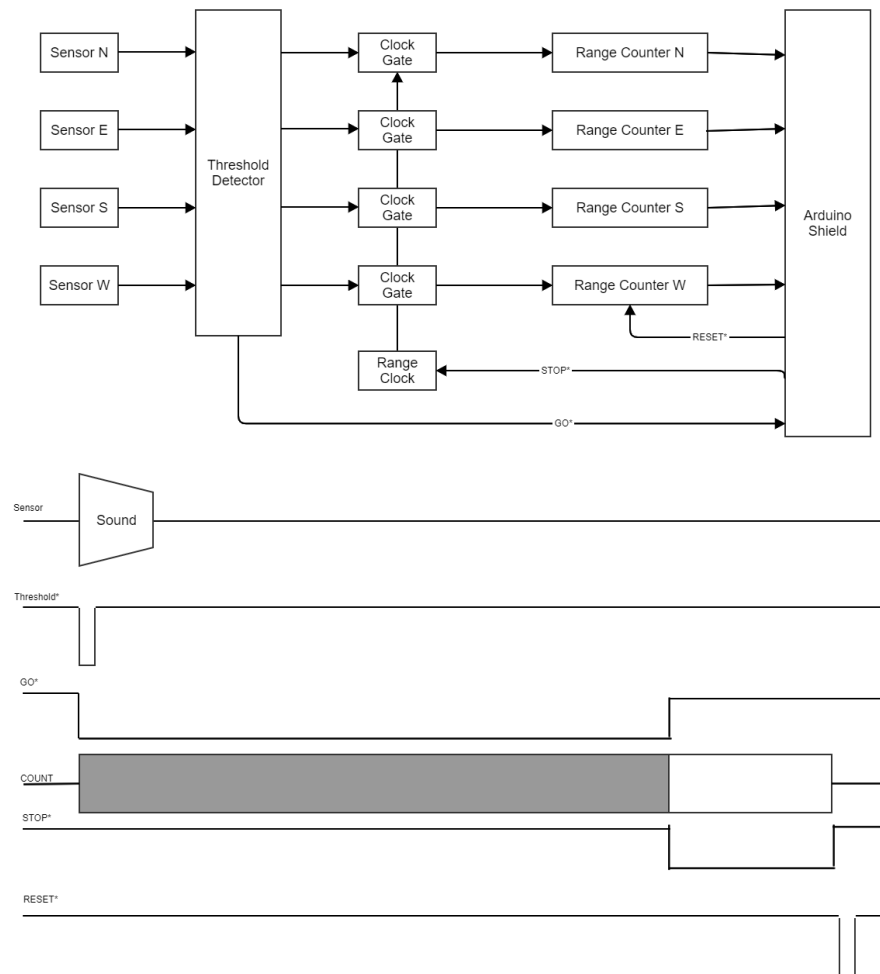 Sensor N
Clock
Gate
Range Counter N
Sensor E
Clock
Gate
Range Counter E
Threshold
Detector
Sensor S
Clock
Gate
Range Counter S
Arduino
Shield
Sensor W
Clock
Gate
Range Counter W
RESET*
Range
Clock
STOP*
GO*
Sensor
Sound
Threshold*
GO*
COUNT
STOP*
RESET*